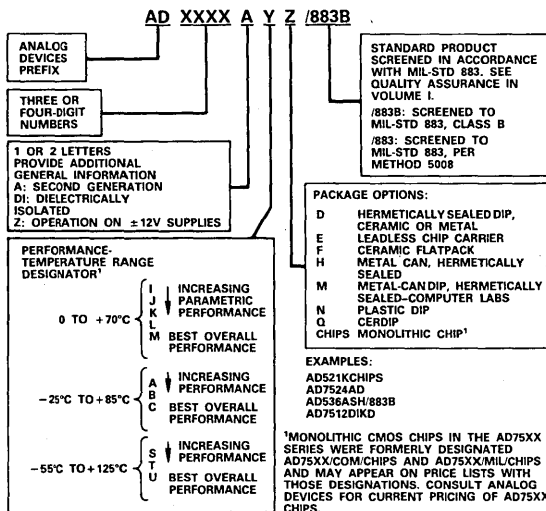 AD XXXX A Y Z /883B
ANALOG
DEVICES
PREFIX
THREE OR
FOUR-DIGIT
NUMBERS
1 OR 2 LETTERS
PROVIDE ADDITIONAL
GENERAL INFORMATION
A: SECOND GENERATION
DI: DIELECTRICALLY
ISOLATED
Z: OPERATION ON ±12V SUPPLIES
PERFORMANCE-
TEMPERATURE RANGE
DESIGNATOR¹
0 TO +70°C
I
J
K
L
M
INCREASING
PARAMETRIC
PERFORMANCE
BEST OVERALL
PERFORMANCE
−25°C TO +85°C
A
B
C
INCREASING
PERFORMANCE
BEST OVERALL
PERFORMANCE
−55°C TO +125°C
S
T
U
INCREASING
PERFORMANCE
BEST OVERALL
PERFORMANCE
STANDARD PRODUCT
SCREENED IN ACCORDANCE
WITH MIL-STD 883. SEE
QUALITY ASSURANCE IN
VOLUME I.
/883B: SCREENED TO
MIL-STD 883, CLASS B
/883: SCREENED TO
MIL-STD 883, PER
METHOD 5008
PACKAGE OPTIONS:
D HERMETICALLY SEALED DIP,
CERAMIC OR METAL
E LEADLESS CHIP CARRIER
F CERAMIC FLATPACK
H METAL CAN, HERMETICALLY
SEALED
M METAL-CAN DIP, HERMETICALLY
SEALED–COMPUTER LABS
N PLASTIC DIP
Q CERDIP
CHIPS MONOLITHIC CHIP¹
EXAMPLES:
AD521KCHIPS
AD7524AD
AD536ASH/883B
AD7512DIKD
¹MONOLITHIC CMOS CHIPS IN THE AD75XX
SERIES WERE FORMERLY DESIGNATED
AD75XX/COM/CHIPS AND AD75XX/MIL/CHIPS
AND MAY APPEAR ON PRICE LISTS WITH
THOSE DESIGNATIONS. CONSULT ANALOG
DEVICES FOR CURRENT PRICING OF AD75XX
CHIPS.